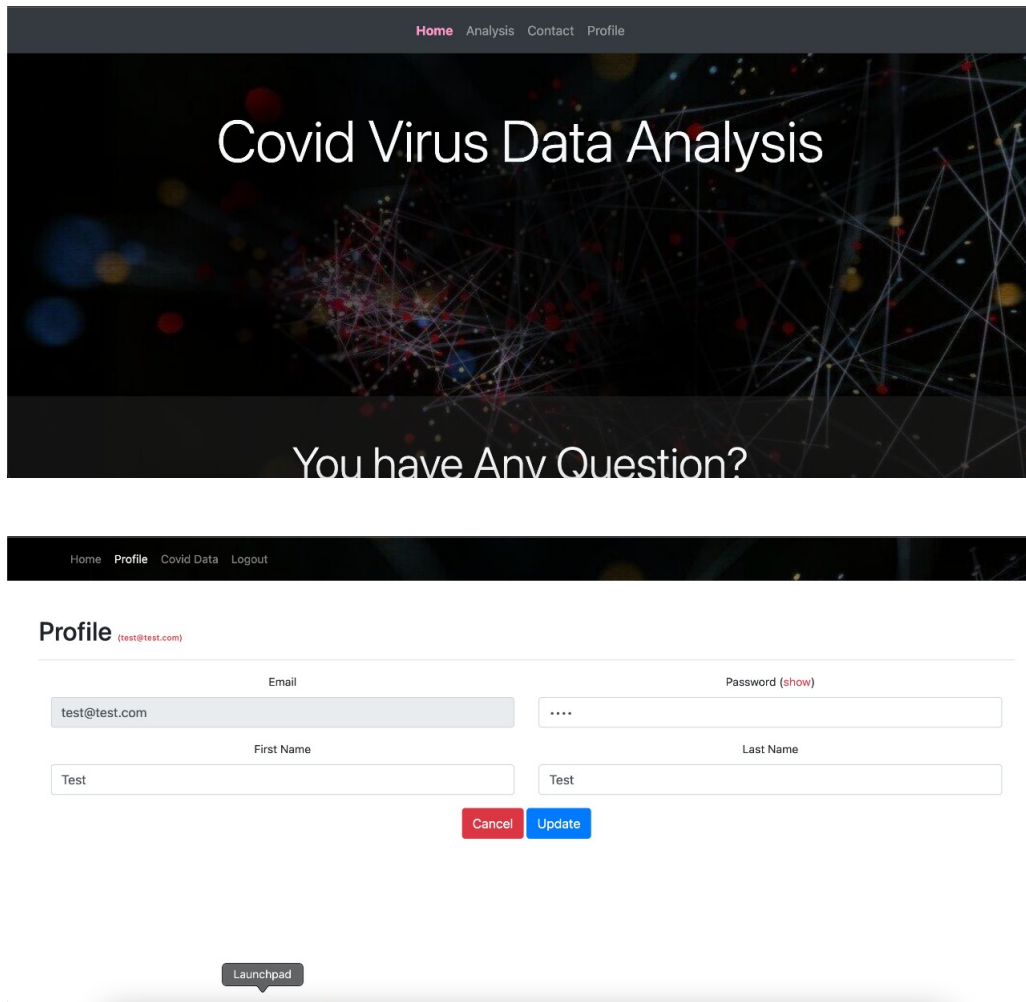 Home Analysis Contact Profile
Covid Virus Data Analysis
You have Any Question?
Home Profile Covid Data Logout
Profile (test@test.com)
Email Password (show)
test@test.com ····
First Name Last Name
Test Test
Cancel Update
Launchpad